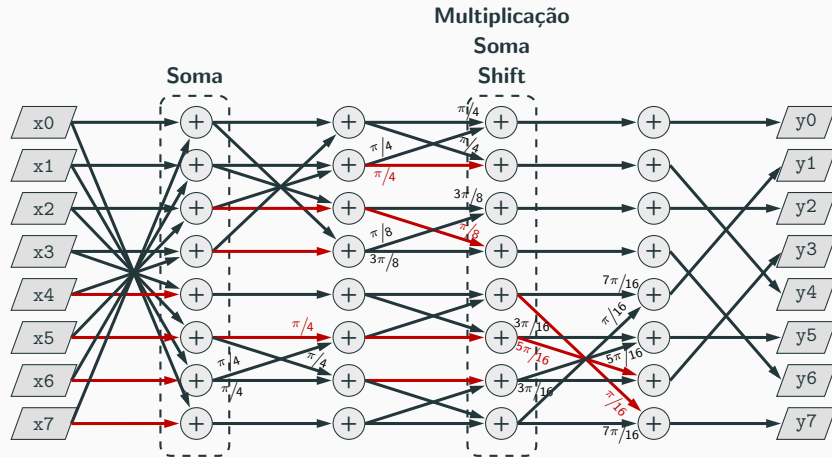 Multiplicação
Soma
Soma
Shift
x0
+
+
π/4
+
+
y0
π/4
π/4
x1
+
+
+
+
y1
π/4
x2
+
+
3π/8
+
+
y2
π/8
π/8
x3
+
+
+
+
y3
3π/8
x4
+
+
+
7π/16
+
y4
π/16
π/4
3π/16
x5
+
+
+
+
y5
π/4
π/4
5π/16
5π/16
x6
+
+
+
+
y6
π/4
3π/16
π/16
x7
+
+
+
+
y7
7π/16